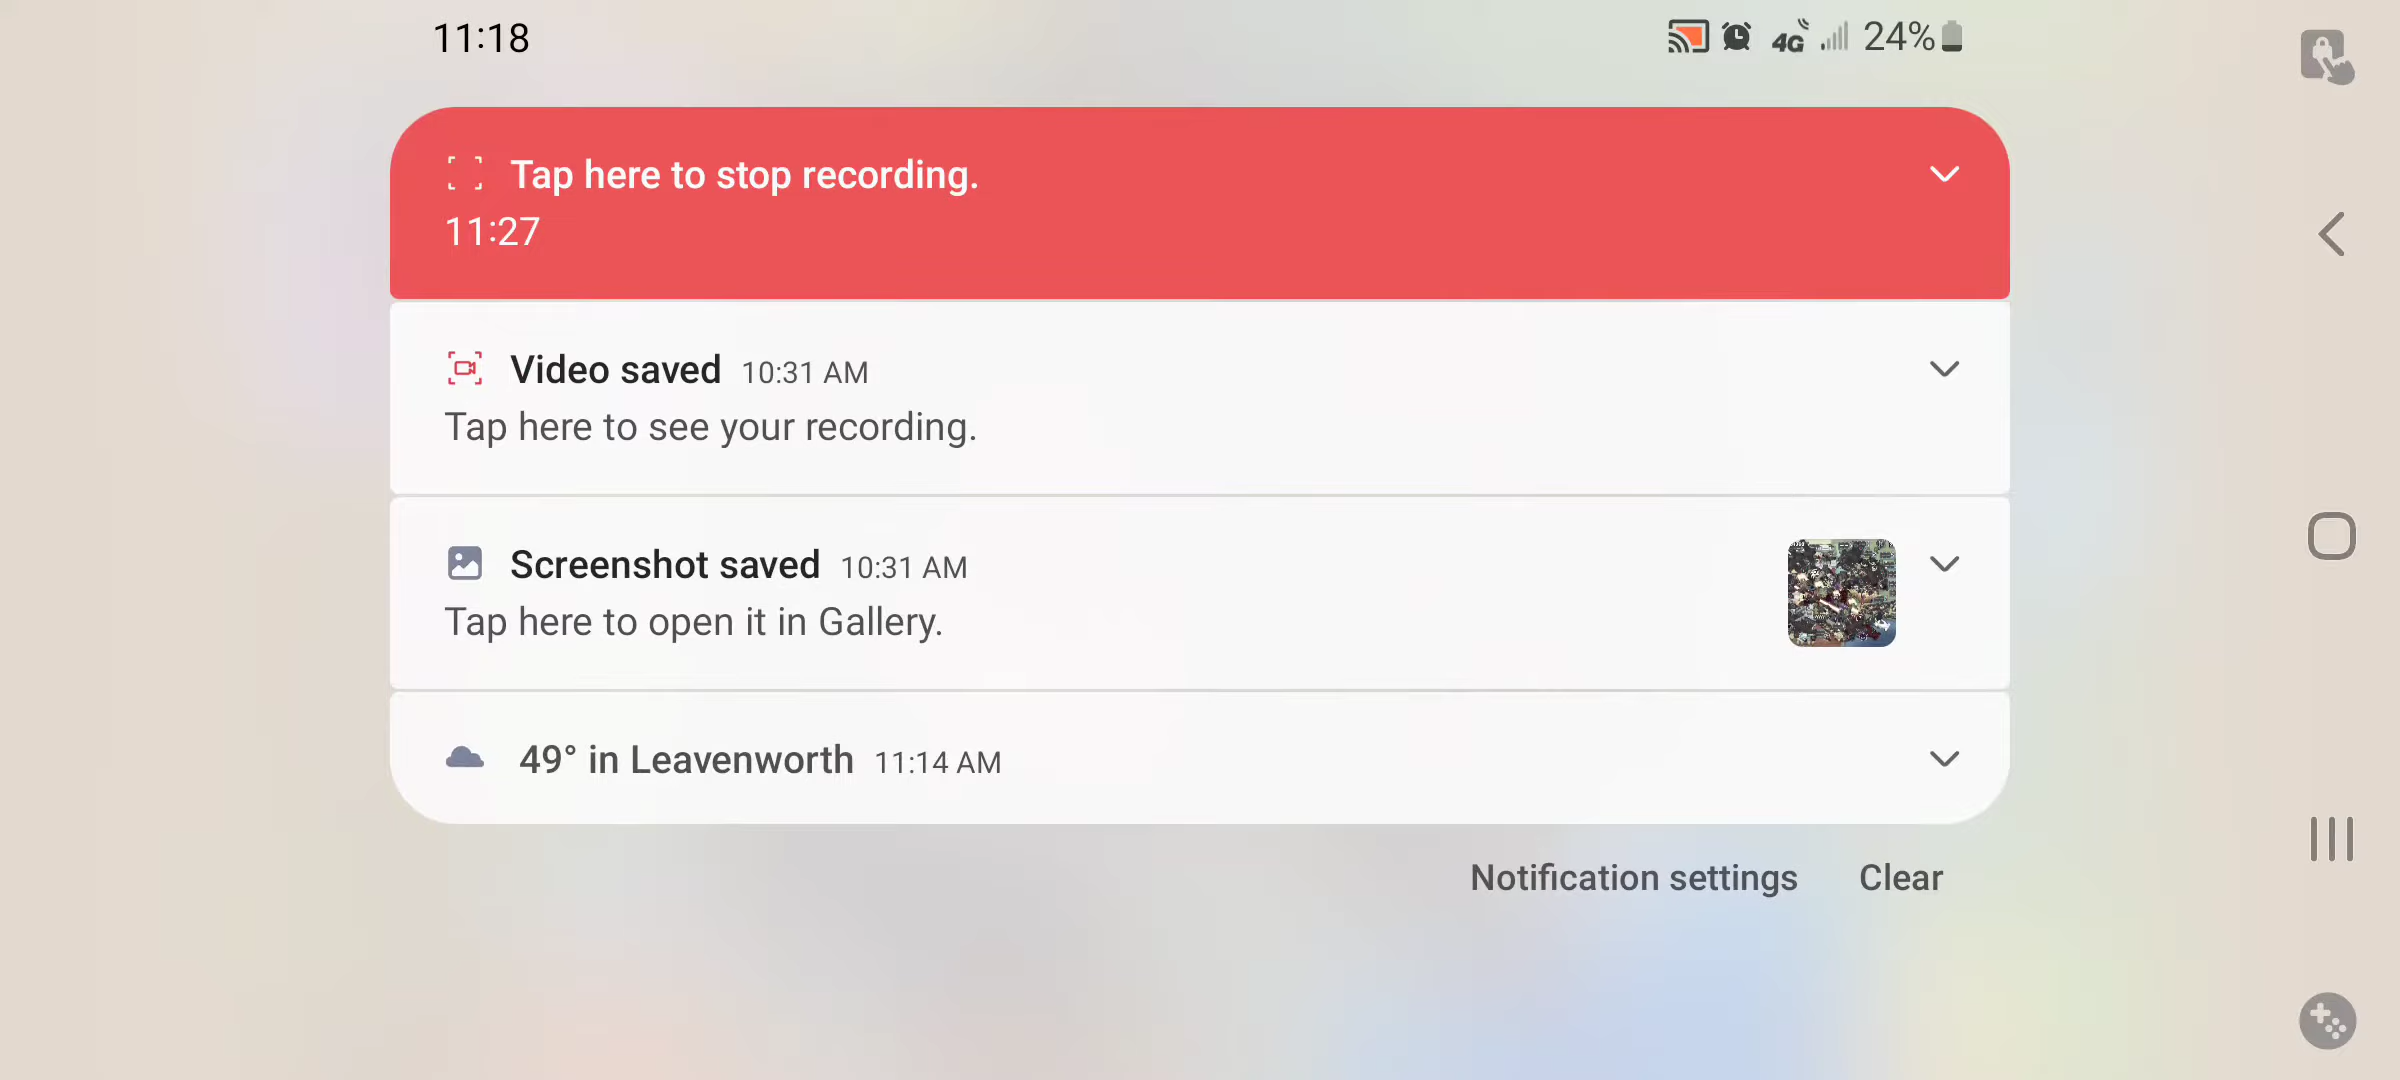 11:18
4G 24%
Tap here to stop recording.
11:27
Video saved 10:31 AM
Tap here to see your recording.
Screenshot saved 10:31 AM
Tap here to open it in Gallery.
49° in Leavenworth 11:14 AM
Notification settings Clear